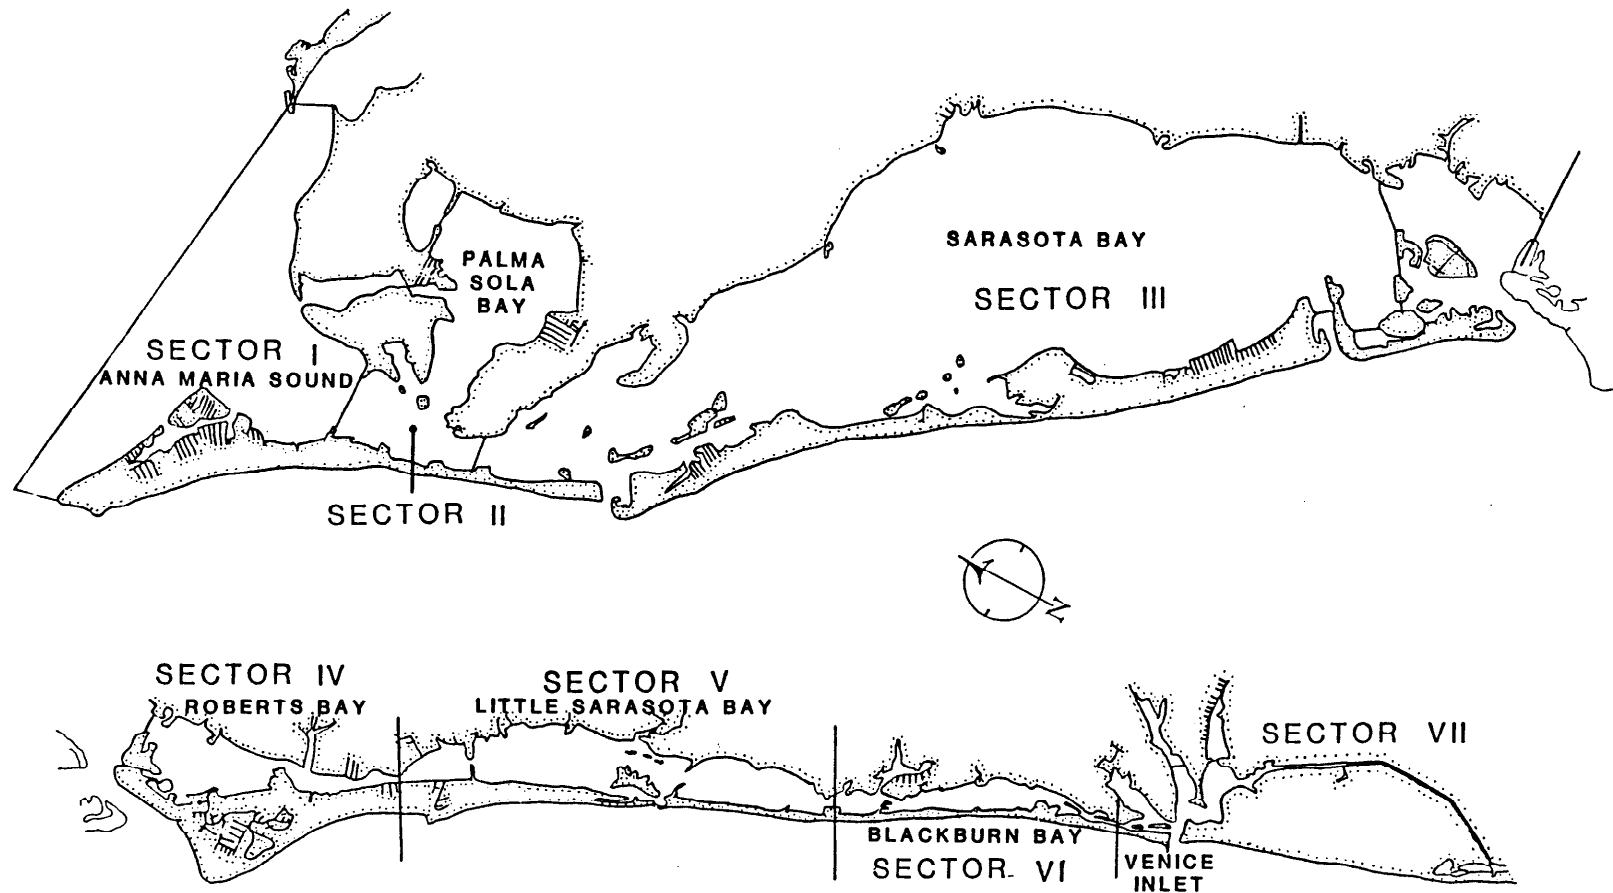 PALMA
SOLA
BAY
SARASOTA BAY
SECTOR III
SECTOR I
ANNA MARIA SOUND
SECTOR II
N
SECTOR IV
ROBERTS BAY
SECTOR V
LITTLE SARASOTA BAY
SECTOR VII
BLACKBURN BAY
SECTOR VI
VENICE
INLET